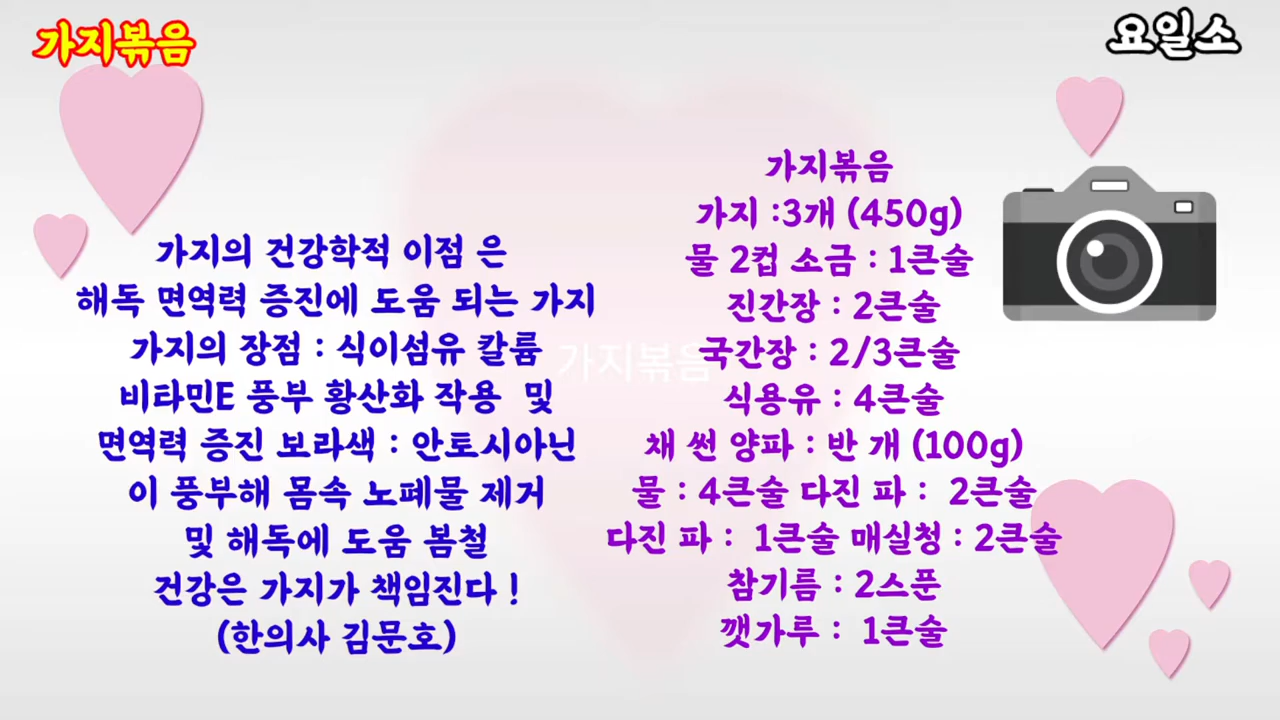 가지볶음
요일소
가지의 건강학적 이점 은
해독 면역력 증진에 도움 되는 가지
가지의 장점 : 식이섬유 칼륨
비타민E 풍부 황산화 작용 및
면역력 증진 보라색 : 안토시아닌
이 풍부해 몸속 노폐물 제거
및 해독에 도움 봄철
건강은 가지가 책임진다 !
(한의사 김문호)
가지볶음
가지볶음
가지 :3개 (450g)
물 2컵 소금 : 1큰술
진간장 : 2큰술
국간장 : 2/3큰술
식용유 : 4큰술
채 썬 양파 : 반 개 (100g)
물 : 4큰술 다진 파 : 2큰술
다진 파 : 1큰술 매실청 : 2큰술
참기름 : 2스푼
깻가루 : 1큰술